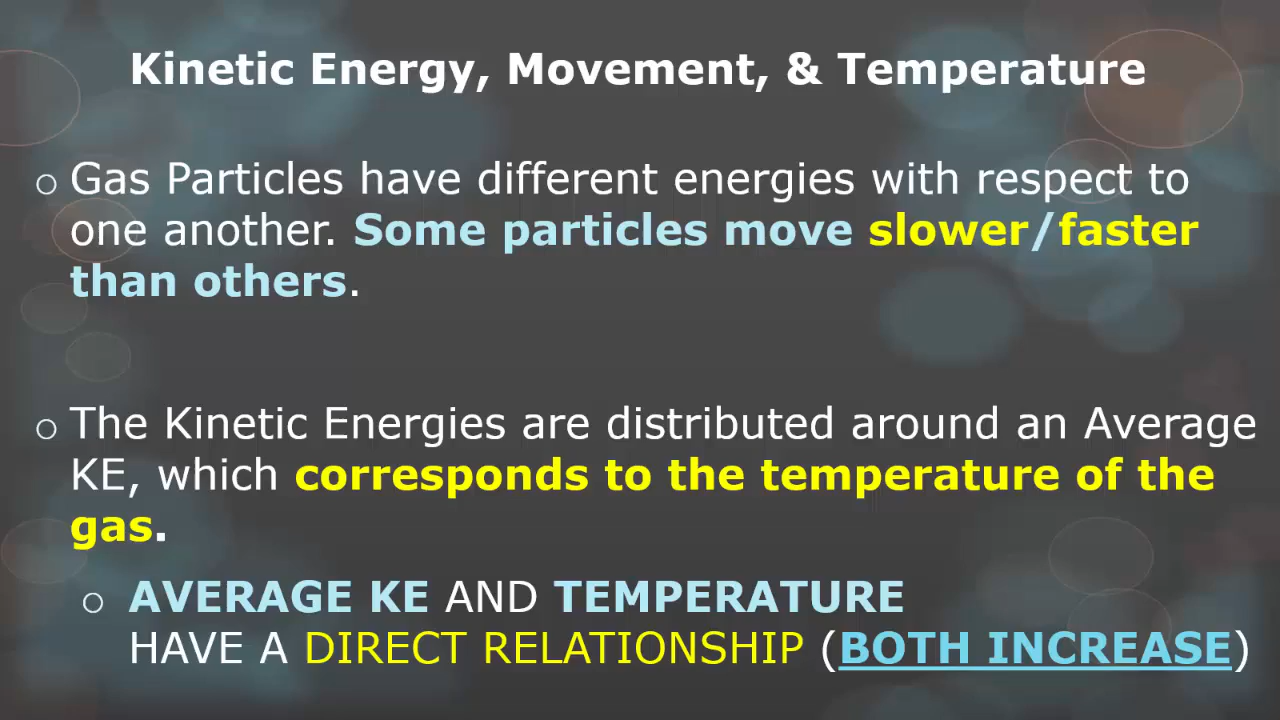 Kinetic Energy, Movement, & Temperature
Gas Particles have different energies with respect to
one another. Some particles move slower/faster
than others.
The Kinetic Energies are distributed around an Average
KE, which corresponds to the temperature of the
gas.
AVERAGE KE AND TEMPERATURE
HAVE A DIRECT RELATIONSHIP (BOTH INCREASE)